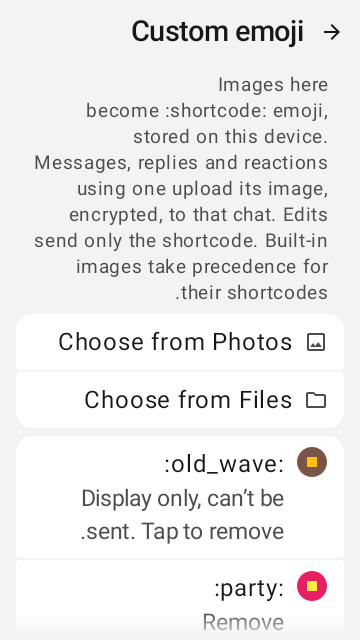 Custom emoji
Images here
become :shortcode: emoji,
stored on this device.
Messages, replies and reactions
using one upload its image,
encrypted, to that chat. Edits
send only the shortcode. Built-in
images take precedence for
their shortcodes.
Choose from Photos
Choose from Files
:old_wave:
Display only, can’t be
sent. Tap to remove.
:party:
Remove